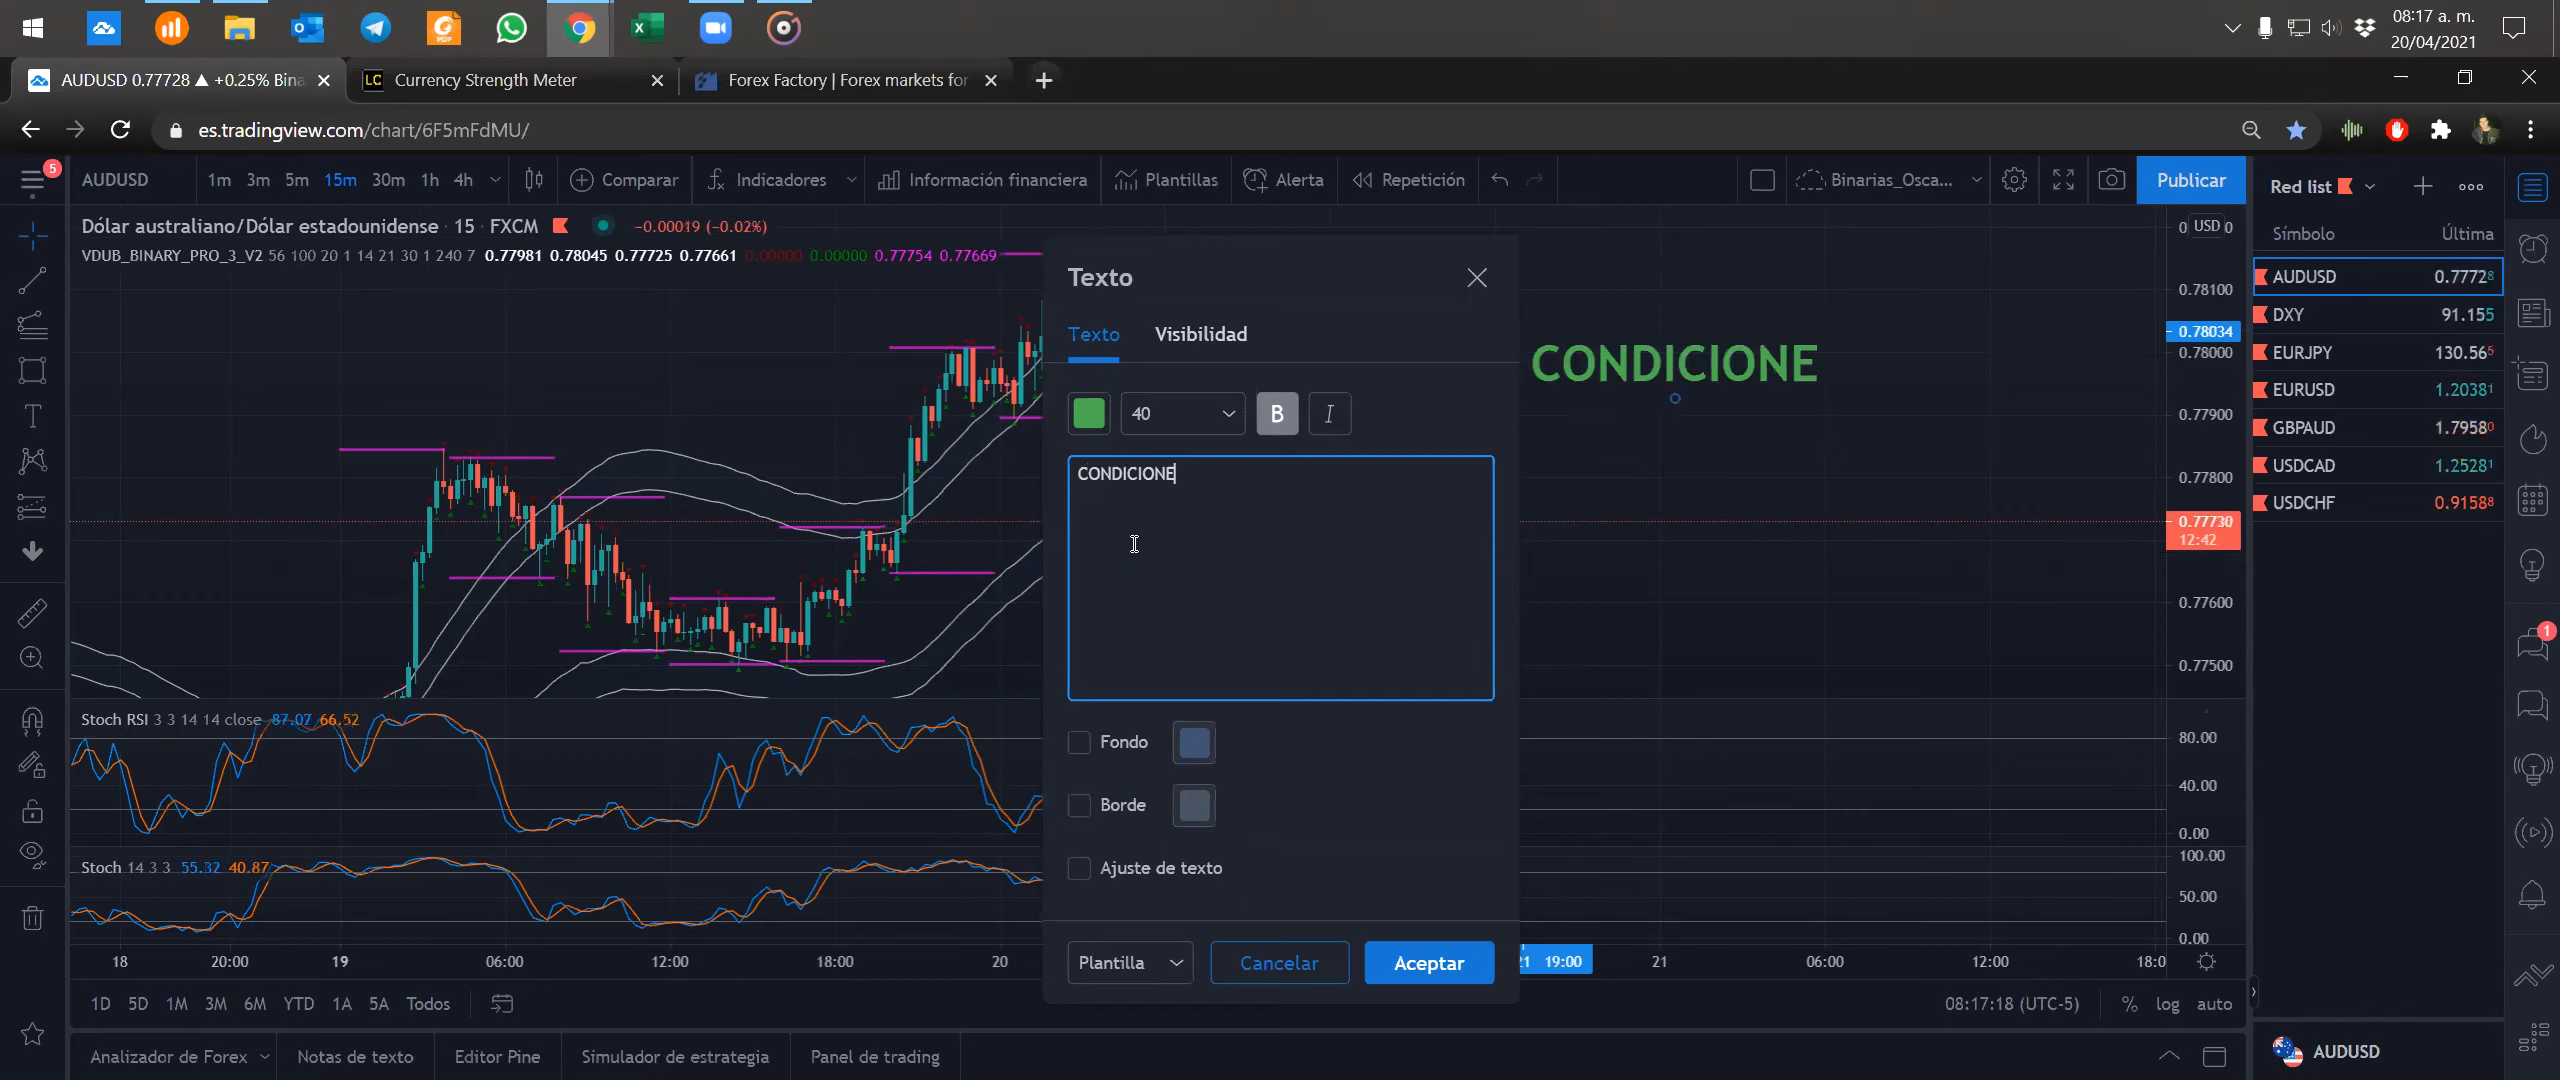 08:17 a. m.
20/04/2021
AUDUSD 0.77728 ▲ +0.25% Bina
LC Currency Strength Meter
Forex Factory | Forex markets for
es.tradingview.com/chart/6F5mFdMU/
5
AUDUSD 1m 3m 5m 15m 30m 1h 4h Comparar Indicadores Información financiera Plantillas Alerta Repetición Binarias_Osca... Publicar
Red list
Dólar australiano/Dólar estadounidense · 15 · FXCM −0.00019 (−0.02%)
VDUB_BINARY_PRO_3_V2 56 100 20 1 14 21 30 1 240 7 0.77981 0.78045 0.77725 0.77661 0.00000 0.00000 0.77754 0.77669
Símbolo Última
AUDUSD 0.77728
DXY 91.155
EURJPY 130.565
EURUSD 1.20381
GBPAUD 1.79580
USDCAD 1.25281
USDCHF 0.91588
Texto
Texto Visibilidad
40 B I
CONDICIONE
Fondo
Borde
Ajuste de texto
Plantilla Cancelar Aceptar
CONDICIONE
0 USD 0
0.78100
0.78034
0.78000
0.77900
0.77800
0.77730
12:42
0.77600
0.77500
Stoch RSI 3 3 14 14 close 87.07 66.52
80.00
40.00
0.00
Stoch 14 3 3 55.32 40.87
100.00
50.00
0.00
18 20:00 19 06:00 12:00 18:00 20 21 19:00 21 06:00 12:00 18:0
1D 5D 1M 3M 6M YTD 1A 5A Todos
08:17:18 (UTC-5) % log auto
Analizador de Forex Notas de texto Editor Pine Simulador de estrategia Panel de trading
AUDUSD
1